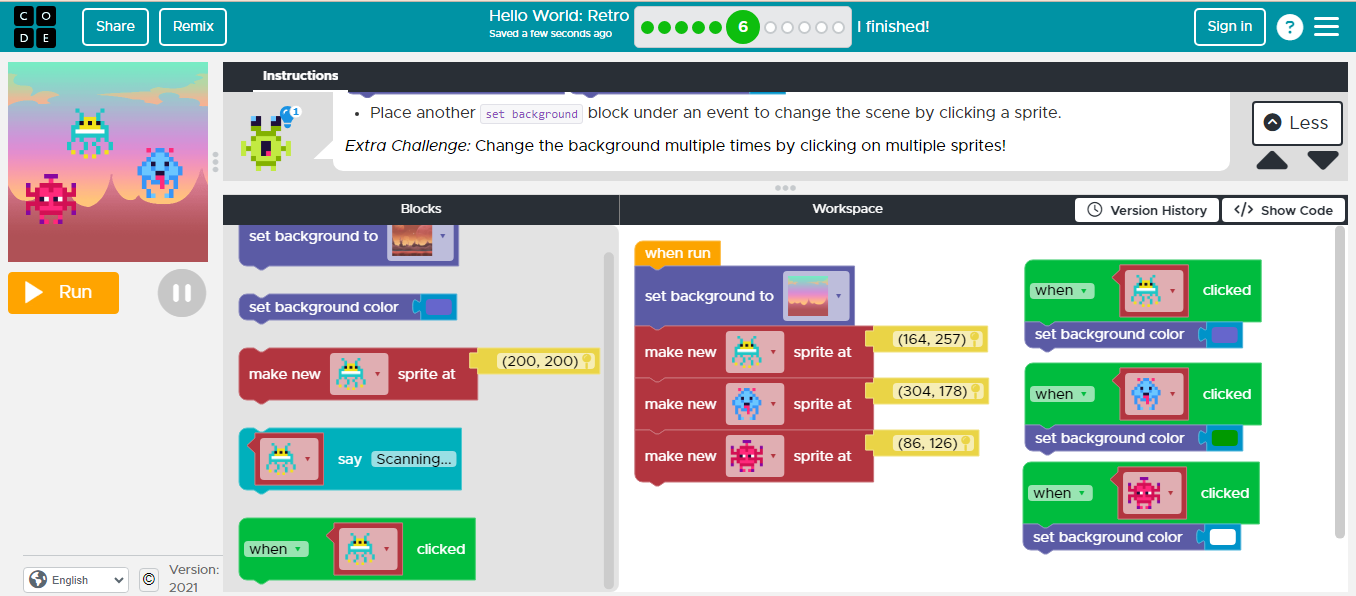 C O
D E
Share
Remix
Hello World: Retro
Saved a few seconds ago
6
I finished!
Sign in
?
Instructions
1
• Place another set background block under an event to change the scene by clicking a sprite.
Extra Challenge: Change the background multiple times by clicking on multiple sprites!
Less
Run
Blocks
Workspace
Version History
</> Show Code
set background to
set background color
make new sprite at (200, 200)
say Scanning...
when clicked
when run
set background to
make new sprite at (164, 257)
make new sprite at (304, 178)
make new sprite at (86, 126)
when clicked
set background color
when clicked
set background color
when clicked
set background color
English
©
Version:
2021